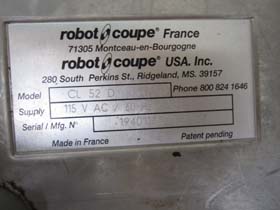 robot coupe® France
71305 Montceau-en-Bourgogne
robot coupe® USA. Inc.
280 South Perkins St., Ridgeland, MS. 39157
Model CL 52 D Phone 800 824 1646
Supply 115 V AC /
Serial / Mfg. N°
Made in France Patent pending